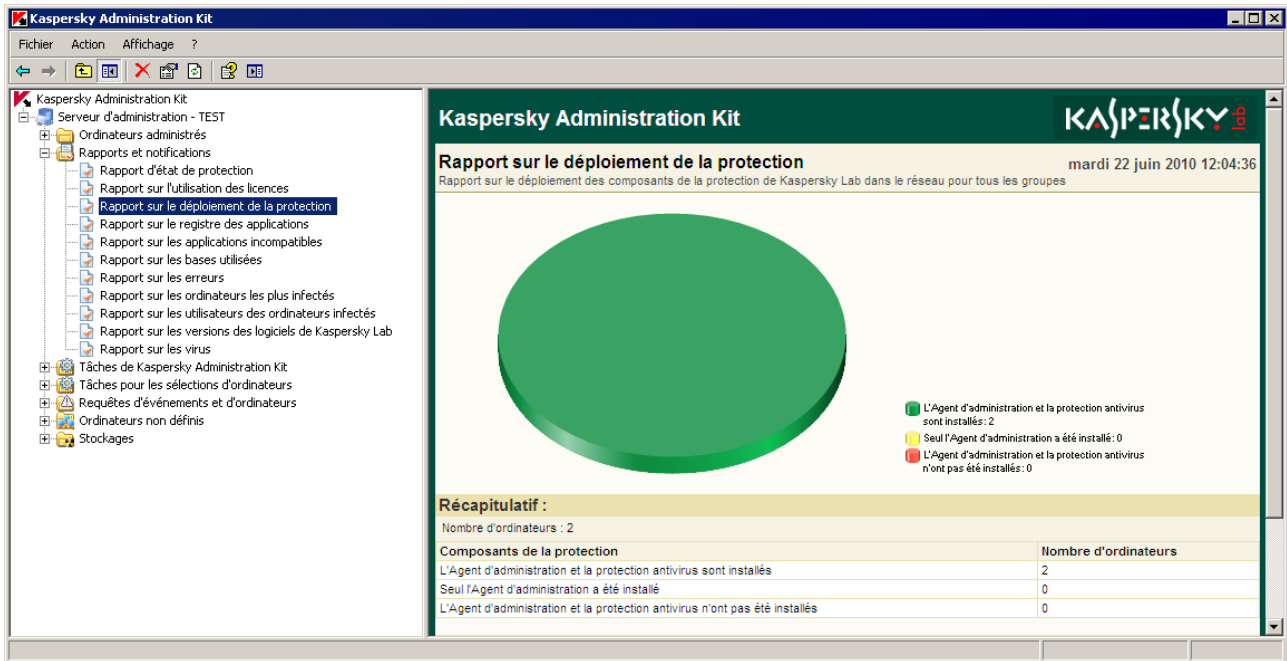 Kaspersky Administration Kit
Fichier Action Affichage ?
Kaspersky Administration Kit
Serveur d'administration - TEST
Ordinateurs administrés
Rapports et notifications
Rapport d'état de protection
Rapport sur l'utilisation des licences
Rapport sur le déploiement de la protection
Rapport sur le registre des applications
Rapport sur les applications incompatibles
Rapport sur les bases utilisées
Rapport sur les erreurs
Rapport sur les ordinateurs les plus infectés
Rapport sur les utilisateurs des ordinateurs infectés
Rapport sur les versions des logiciels de Kaspersky Lab
Rapport sur les virus
Tâches de Kaspersky Administration Kit
Tâches pour les sélections d'ordinateurs
Requêtes d'événements et d'ordinateurs
Ordinateurs non définis
Stockages
Kaspersky Administration Kit
KASPERSKY lab
Rapport sur le déploiement de la protection
mardi 22 juin 2010 12:04:36
Rapport sur le déploiement des composants de la protection de Kaspersky Lab dans le réseau pour tous les groupes
L'Agent d'administration et la protection antivirus
sont installés: 2
Seul l'Agent d'administration a été installé: 0
L'Agent d'administration et la protection antivirus
n'ont pas été installés: 0
Récapitulatif :
Nombre d'ordinateurs : 2
Composants de la protection Nombre d'ordinateurs
L'Agent d'administration et la protection antivirus sont installés 2
Seul l'Agent d'administration a été installé 0
L'Agent d'administration et la protection antivirus n'ont pas été installés 0